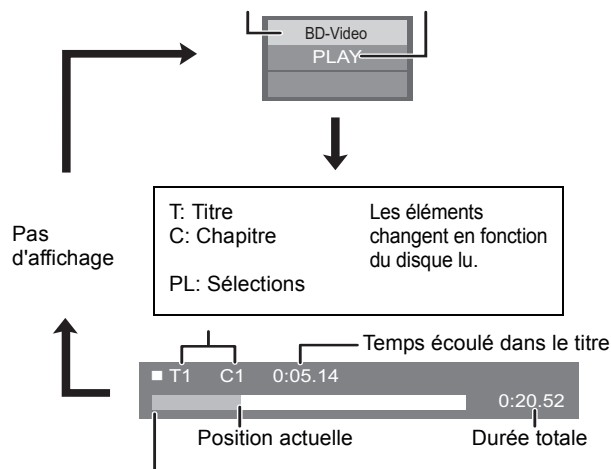 BD-Video
PLAY
T: Titre
C: Chapitre
PL: Sélections
Les éléments
changent en fonction
du disque lu.
Pas
d'affichage
Temps écoulé dans le titre
T1 C1 0:05.14
0:20.52
Position actuelle
Durée totale